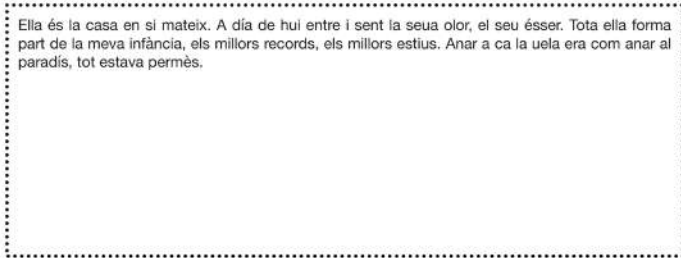 Ella és la casa en si mateix. A día de hui entre i sent la seua olor, el seu ésser. Tota ella forma
part de la meva infància, els millors records, els millors estius. Anar a ca la uela era com anar al
paradís, tot estava permès.